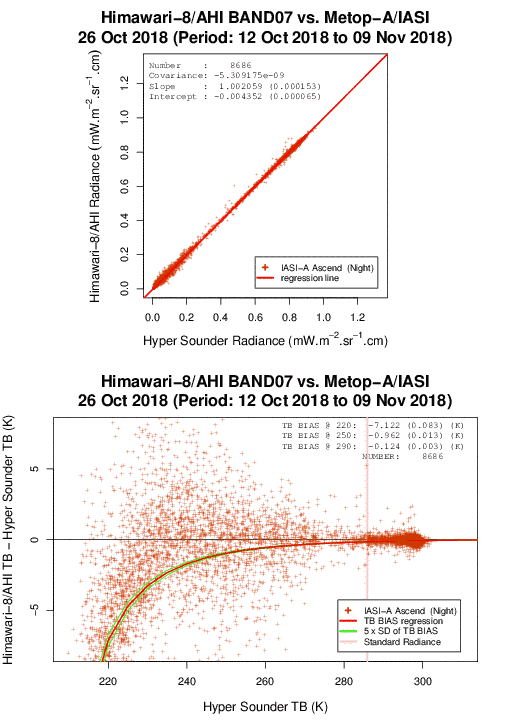 Himawari−8/AHI BAND07 vs. Metop−A/IASI
26 Oct 2018 (Period: 12 Oct 2018 to 09 Nov 2018)
Himawari−8/AHI Radiance (mW.m−2.sr−1.cm)
Number : 8686
Covariance: −5.309175e−09
Slope : 1.002059 (0.000153)
Intercept : −0.004352 (0.000065)
1.2
1.0
0.8
0.6
0.4
0.2
0.0
IASI−A Ascend (Night)
regression line
0.0 0.2 0.4 0.6 0.8 1.0 1.2
Hyper Sounder Radiance (mW.m−2.sr−1.cm)
Himawari−8/AHI BAND07 vs. Metop−A/IASI
26 Oct 2018 (Period: 12 Oct 2018 to 09 Nov 2018)
Himawari−8/AHI TB − Hyper Sounder TB (K)
TB BIAS @ 220: −7.122 (0.083) (K)
TB BIAS @ 250: −0.962 (0.013) (K)
TB BIAS @ 290: −0.124 (0.003) (K)
NUMBER: 8686
5
0
−5
IASI−A Ascend (Night)
TB BIAS regression
5 x SD of TB BIAS
Standard Radiance
220 240 260 280 300
Hyper Sounder TB (K)